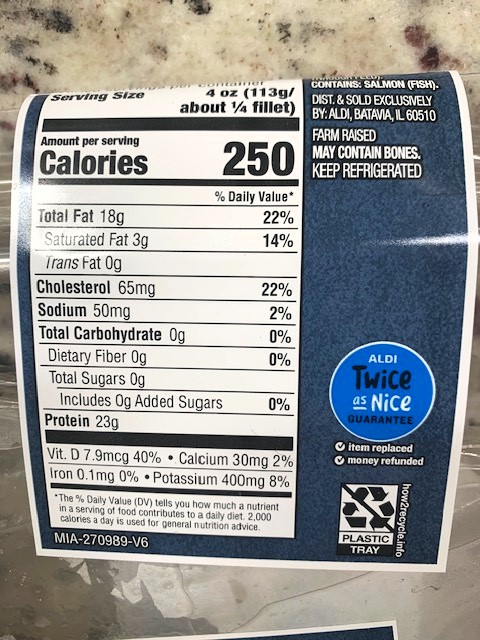 container
Serving Size 4 oz (113g/
about 1/4 fillet)
Amount per serving
Calories 250
% Daily Value*
Total Fat 18g 22%
Saturated Fat 3g 14%
Trans Fat 0g
Cholesterol 65mg 22%
Sodium 50mg 2%
Total Carbohydrate 0g 0%
Dietary Fiber 0g 0%
Total Sugars 0g
Includes 0g Added Sugars 0%
Protein 23g
Vit. D 7.9mcg 40% • Calcium 30mg 2%
Iron 0.1mg 0% • Potassium 400mg 8%
*The % Daily Value (DV) tells you how much a nutrient
in a serving of food contributes to a daily diet. 2,000
calories a day is used for general nutrition advice.
MIA-270989-V6
CONTAINS: SALMON (FISH).
DIST. & SOLD EXCLUSIVELY
BY: ALDI, BATAVIA, IL 60510
FARM RAISED
MAY CONTAIN BONES.
KEEP REFRIGERATED
ALDI
Twice
as Nice
GUARANTEE
item replaced
money refunded
PLASTIC
TRAY
how2recycle.info